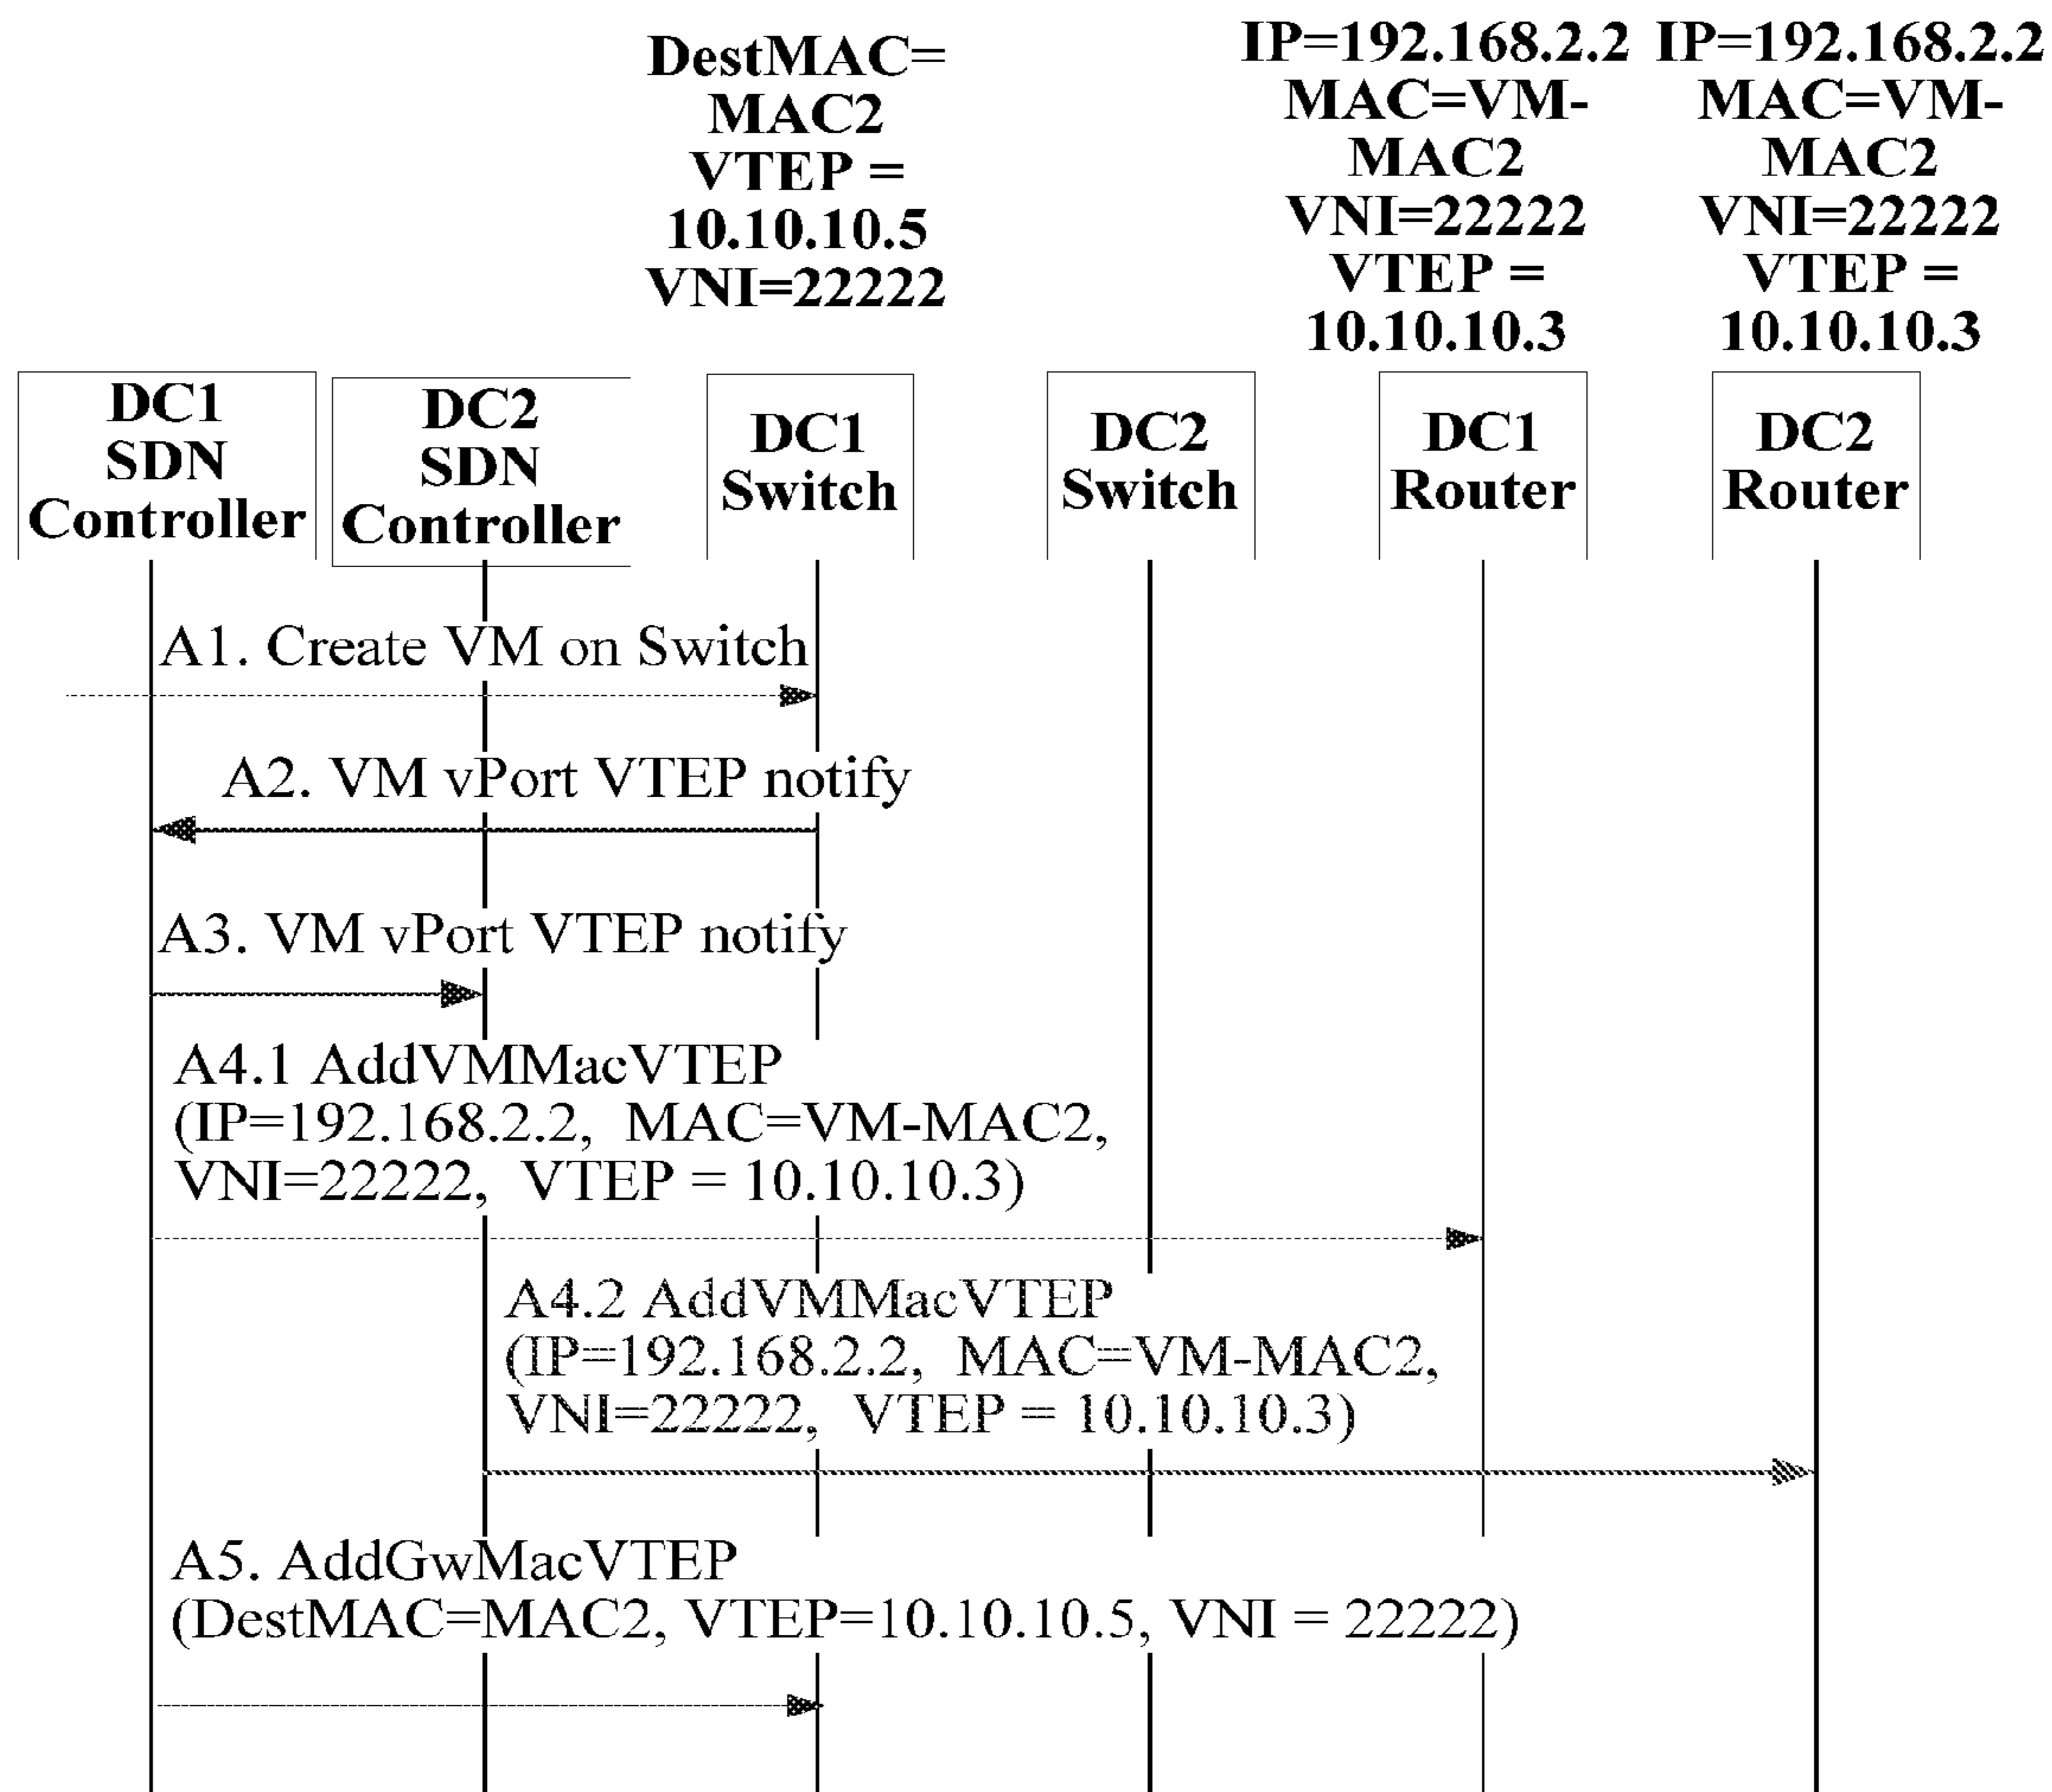 DestMAC=
MAC2
VTEP =
10.10.10.5
VNI=22222
IP=192.168.2.2
MAC=VM-
MAC2
VNI=22222
VTEP =
10.10.10.3
IP=192.168.2.2
MAC=VM-
MAC2
VNI=22222
VTEP =
10.10.10.3
DC1
SDN
Controller
DC2
SDN
Controller
DC1
Switch
DC2
Switch
DC1
Router
DC2
Router
A1. Create VM on Switch
A2. VM vPort VTEP notify
A3. VM vPort VTEP notify
A4.1 AddVMMacVTEP
(IP=192.168.2.2, MAC=VM-MAC2,
VNI=22222, VTEP = 10.10.10.3)
A4.2 AddVMMacVTEP
(IP=192.168.2.2, MAC=VM-MAC2,
VNI=22222, VTEP = 10.10.10.3)
A5. AddGwMacVTEP
(DestMAC=MAC2, VTEP=10.10.10.5, VNI = 22222)